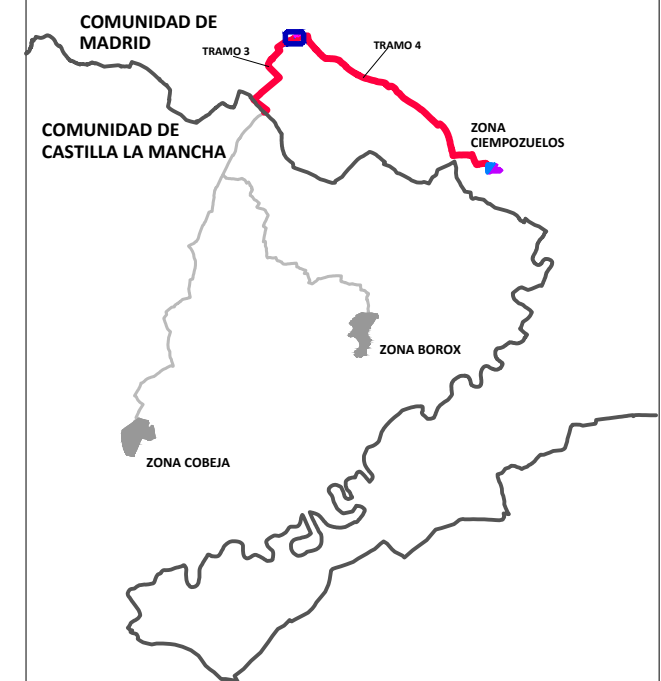 COMUNIDAD DE
MADRID
TRAMO 3
TRAMO 4
COMUNIDAD DE
CASTILLA LA MANCHA
ZONA
CIEMPOZUELOS
ZONA BOROX
ZONA COBEJA